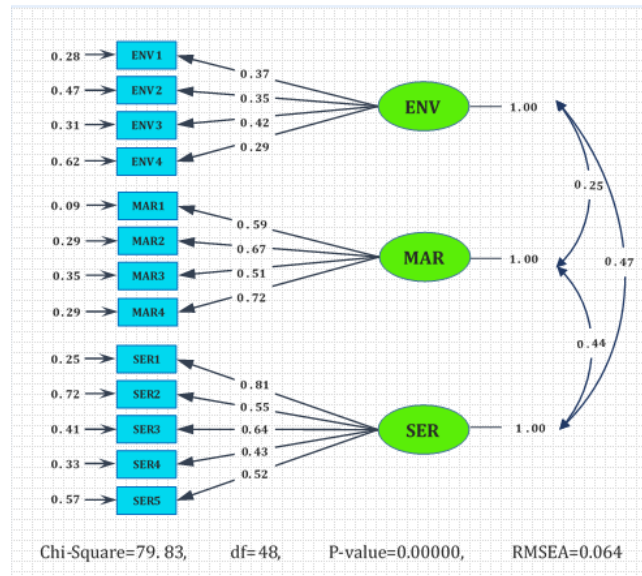 0.28 ENV1
0.37
0.47 ENV2
0.35
ENV 1.00
0.31 ENV3
0.42
0.62 ENV4
0.29
0.25
0.09 MAR1
0.59
0.29 MAR2
0.67
MAR 1.00
0.47
0.35 MAR3
0.51
0.29 MAR4
0.72
0.44
0.25 SER1
0.81
0.72 SER2
0.55
0.41 SER3
0.64
SER 1.00
0.33 SER4
0.43
0.57 SER5
0.52
Chi-Square=79. 83, df=48, P-value=0.00000, RMSEA=0.064